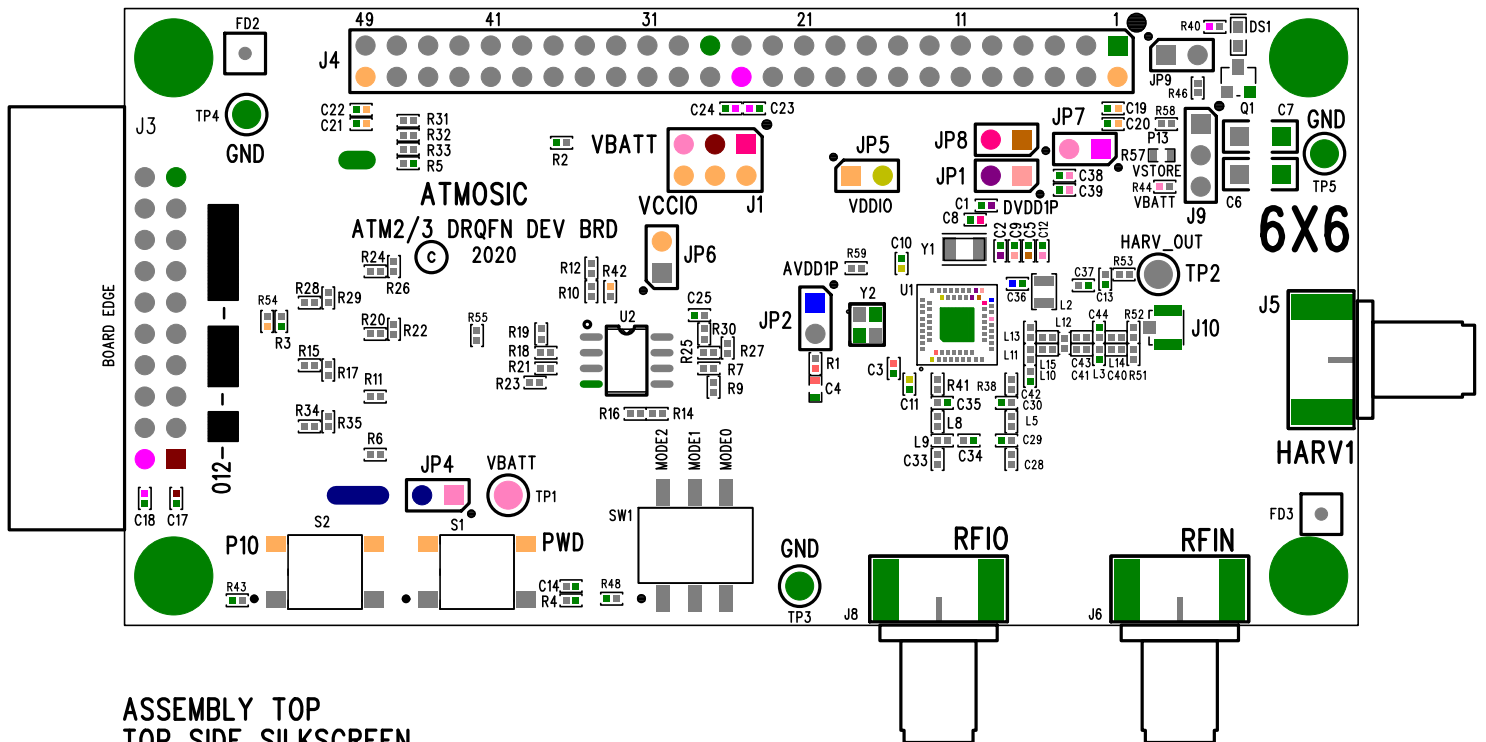 49 41 31 21 11 1
FD2
J4
R40 DS1
JP9
R46
TP4
GND
J3
C22
C21
R31
R32
R33
R5
R2
C24 C23
VBATT
J1
JP5
VDDIO
JP8
JP1
JP7
C19
C20
R58
Q1
C7
P13
R57
VSTORE
R44
VBATT
J9
C6
GND
TP5
C38
C39
C1
C8
DVDD1P
ATMOSIC
ATM2/3 DRQFN DEV BRD
C 2020
VCCIO
JP6
6X6
HARV_OUT
TP2
Y1
C2
C9
C5
C12
C10
R59
AVDD1P
JP2
Y2
U1
C36
L2
C37
C13
R53
J10
J5
HARV1
BOARD EDGE
R24
R26
R28
R29
R54
R3
R20
R22
R15
R17
R11
R34
R35
R6
R55
R12
R10
R42
U2
R19
R18
R21
R23
C25
R30
R25
R27
R7
R9
R16 R14
R1
C4
C3
C11
L13
L11
L12
C44
R52
L15
L10
C43
C41
L3
L14
C40
R51
R41
R38
C42
C30
C35
L8
L5
L9
C29
C34
C33
C28
012-
MODE2
MODE1
MODE0
SW1
JP4
VBATT
TP1
C18 C17
S2
S1
P10
PWD
R43
C14
R4
R48
GND
TP3
RFIO
J8
RFIN
J6
FD3
ASSEMBLY TOP
TOP SIDE SILKSCREEN